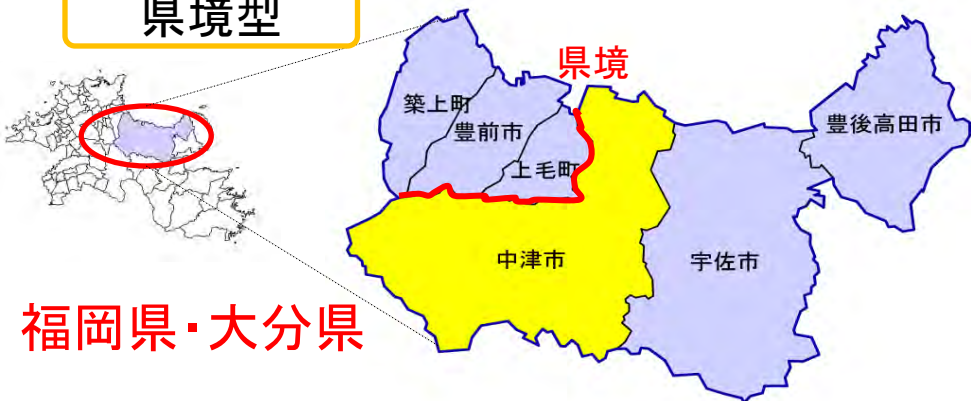 県境型
県境
築上町
豊前市
上毛町
豊後高田市
中津市
宇佐市
福岡県・大分県